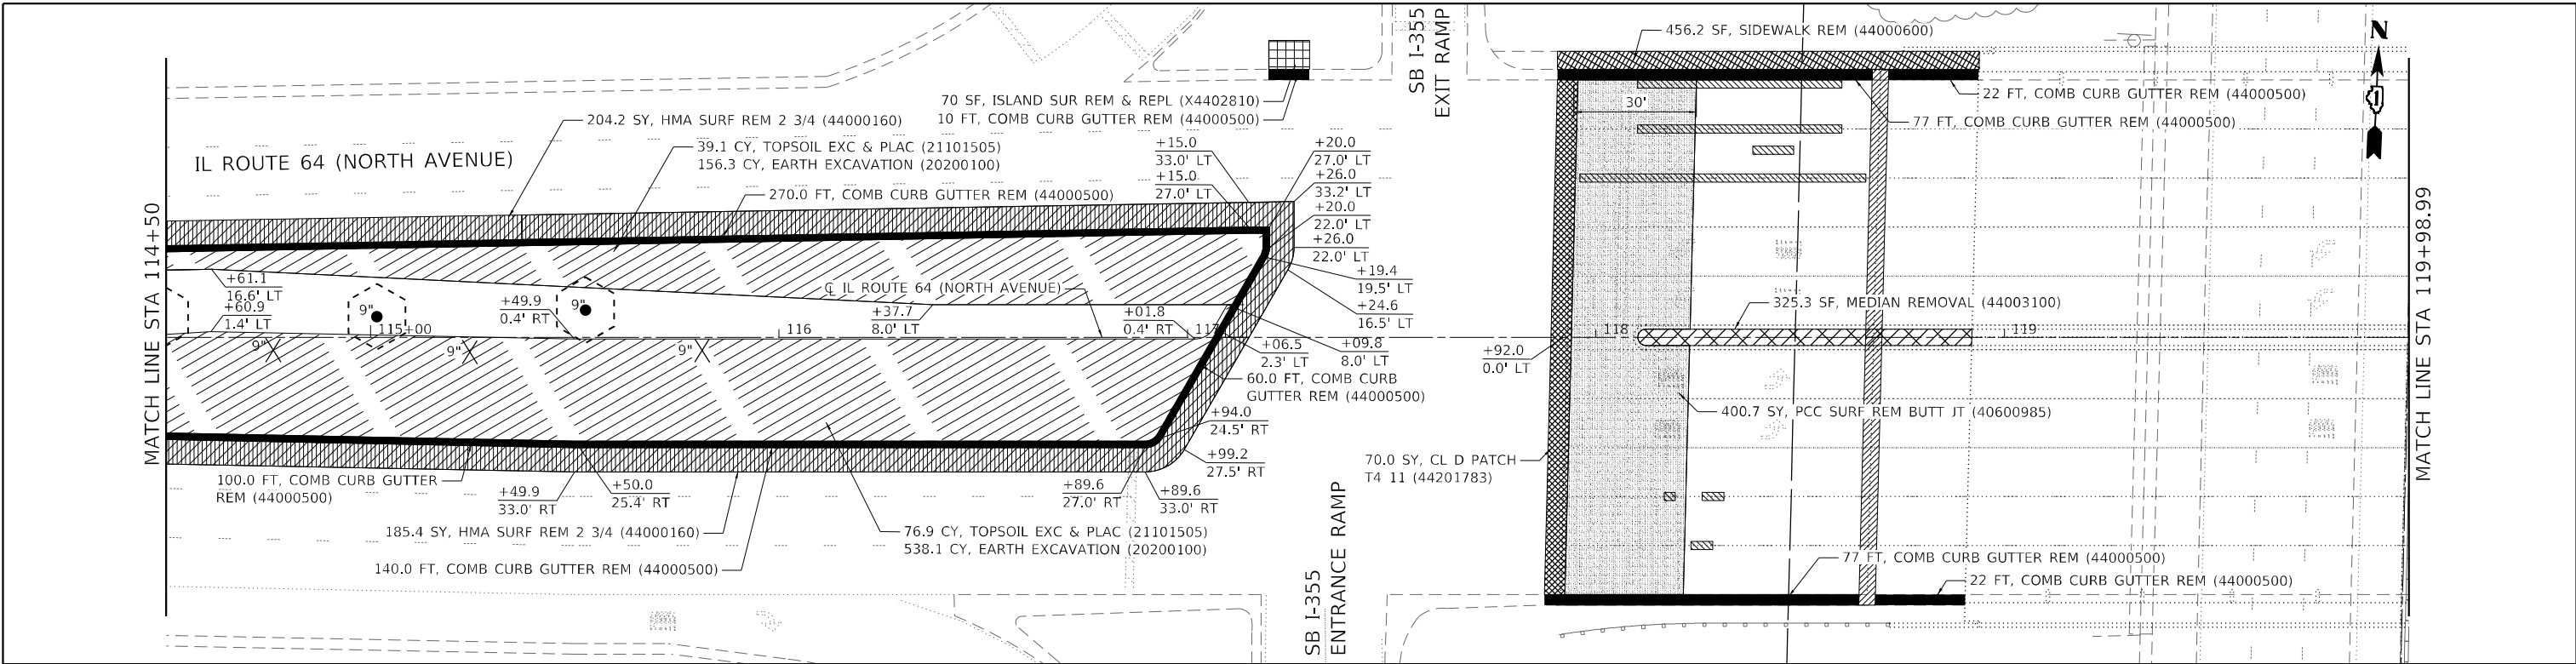 SB I-355
EXIT RAMP
456.2 SF, SIDEWALK REM (44000600)
N
70 SF, ISLAND SUR REM & REPL (X4402810)
10 FT, COMB CURB GUTTER REM (44000500)
30'
22 FT, COMB CURB GUTTER REM (44000500)
77 FT, COMB CURB GUTTER REM (44000500)
204.2 SY, HMA SURF REM 2 3/4 (44000160)
39.1 CY, TOPSOIL EXC & PLAC (21101505)
156.3 CY, EARTH EXCAVATION (20200100)
IL ROUTE 64 (NORTH AVENUE)
270.0 FT, COMB CURB GUTTER REM (44000500)
+15.0
33.0' LT
+15.0
27.0' LT
+20.0
27.0' LT
+26.0
33.2' LT
+20.0
22.0' LT
+26.0
22.0' LT
+19.4
19.5' LT
+24.6
16.5' LT
MATCH LINE STA 114+50
MATCH LINE STA 119+98.99
+61.1
16.6' LT
+60.9
1.4' LT
9"
115+00
+49.9
0.4' RT
9"
℄ IL ROUTE 64 (NORTH AVENUE)
116
+37.7
8.0' LT
+01.8
0.4' RT
117
9"
9"
9"
+06.5
2.3' LT
+09.8
8.0' LT
+92.0
0.0' LT
118
325.3 SF, MEDIAN REMOVAL (44003100)
119
60.0 FT, COMB CURB
GUTTER REM (44000500)
400.7 SY, PCC SURF REM BUTT JT (40600985)
+94.0
24.5' RT
+99.2
27.5' RT
70.0 SY, CL D PATCH
T4 11 (44201783)
100.0 FT, COMB CURB GUTTER
REM (44000500)
+49.9
33.0' RT
+50.0
25.4' RT
+89.6
27.0' RT
+89.6
33.0' RT
185.4 SY, HMA SURF REM 2 3/4 (44000160)
76.9 CY, TOPSOIL EXC & PLAC (21101505)
538.1 CY, EARTH EXCAVATION (20200100)
140.0 FT, COMB CURB GUTTER REM (44000500)
SB I-355
ENTRANCE RAMP
77 FT, COMB CURB GUTTER REM (44000500)
22 FT, COMB CURB GUTTER REM (44000500)